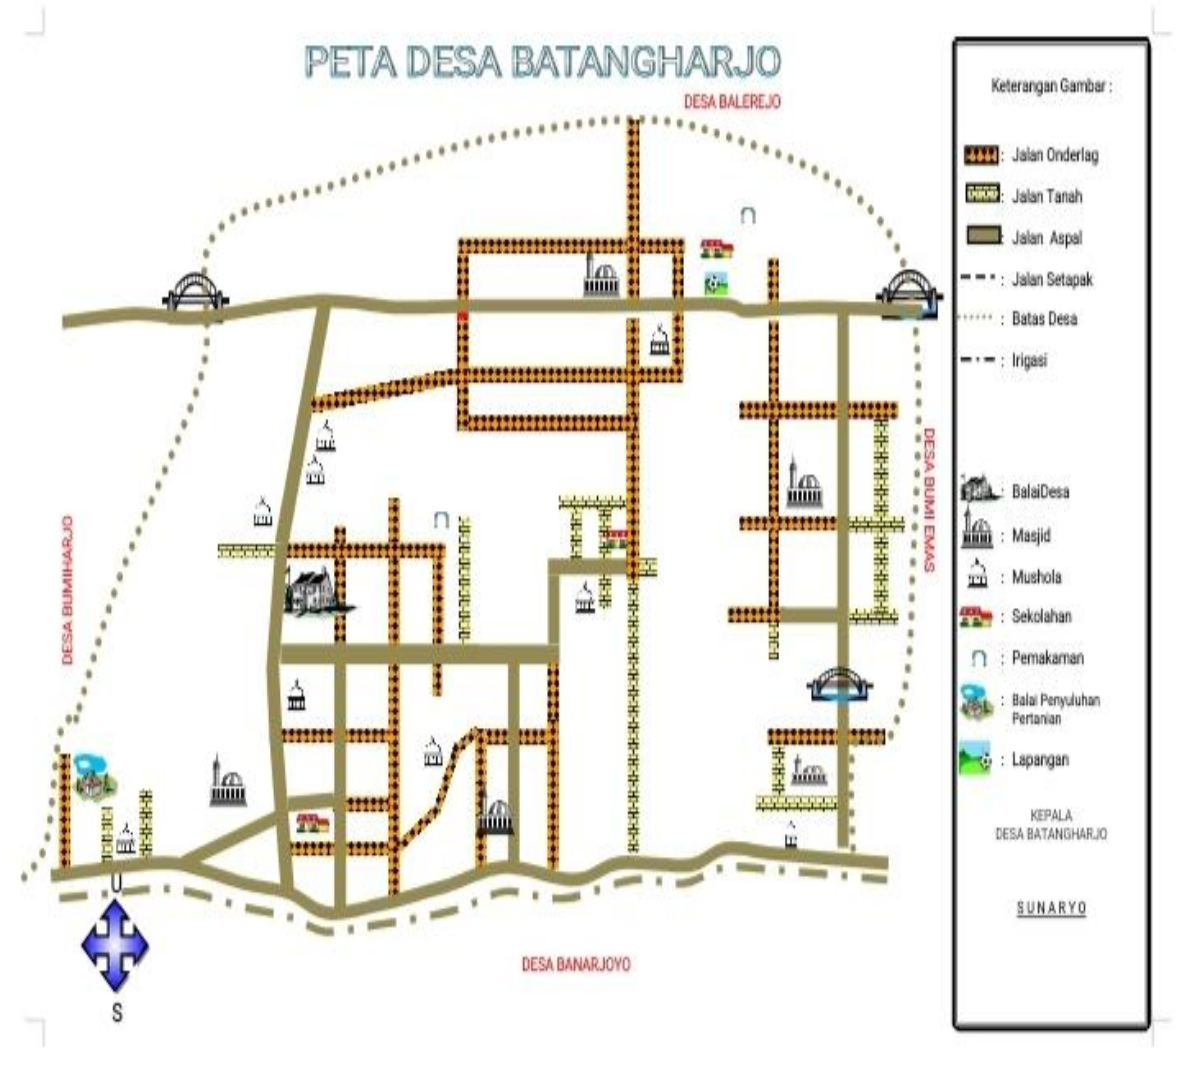 PETA DESA BATANGHARJO
DESA BALEREJO
DESA BUMI EMAS
DESA BUMIHARJO
U
S
DESA BANARJOYO
Keterangan Gambar :
: Jalan Onderlag
: Jalan Tanah
: Jalan Aspal
: Jalan Setapak
: Batas Desa
: Irigasi
: BalaiDesa
: Masjid
: Mushola
: Sekolahan
: Pemakaman
: Balai Penyuluhan
Pertanian
: Lapangan
KEPALA
DESA BATANGHARJO
SUNARYO